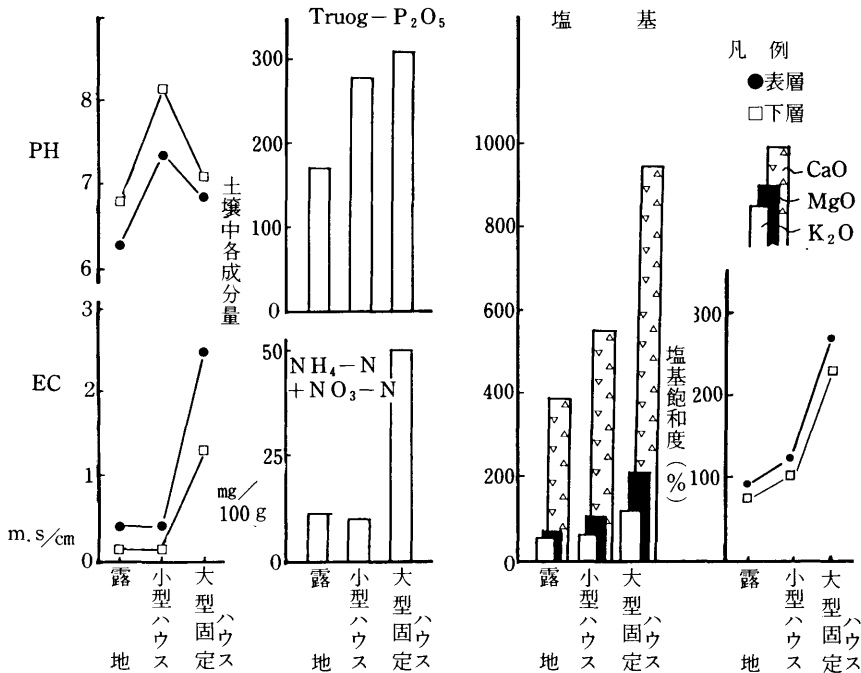 PH
8
7
6
EC
m.s/cm
3
2
1
0
露地
小型ハウス
大型固定ハウス
土壌中各成分量
Truog－P₂O₅
300
200
100
0
NH₄－N
＋NO₃－N
50
25
0
mg/
100g
露地
小型ハウス
大型固定ハウス
塩基
1000
800
600
400
200
0
露地
小型ハウス
大型固定ハウス
凡例
●表層
□下層
CaO
MgO
K₂O
塩基飽和度(%)
300
200
100
露地
小型ハウス
大型固定ハウス